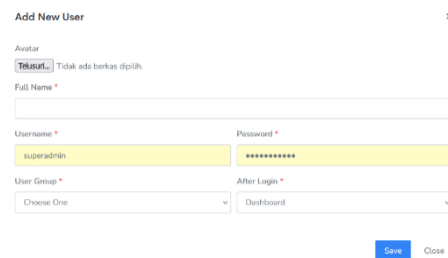 Add New User
Avatar
Telusuri... Tidak ada berkas dipilih.
Full Name *
Username * Password *
superadmin •••••••••••
User Group * After Login *
Choose One Dashboard
Save Close